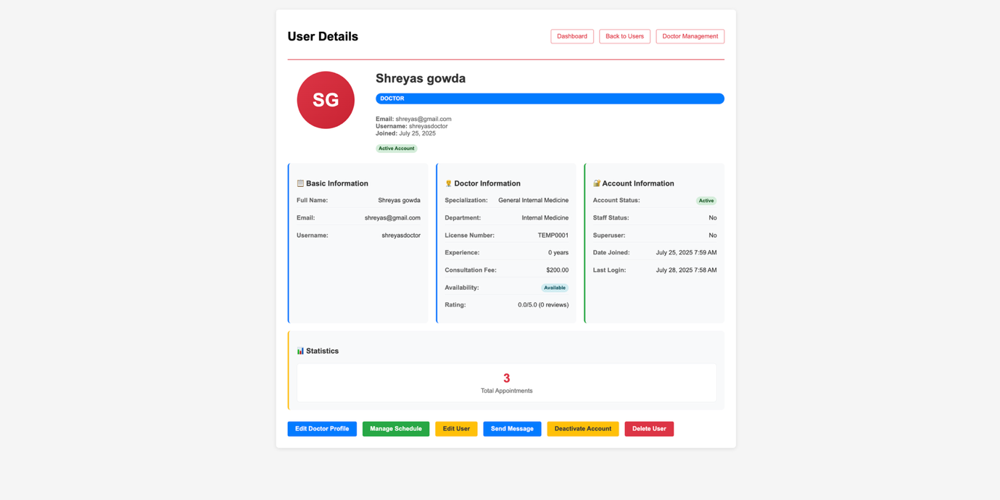 User Details
Dashboard
Back to Users
Doctor Management
SG
Shreyas gowda
DOCTOR
Email: shreyas@gmail.com
Username: shreyasdoctor
Joined: July 25, 2025
Active Account
Basic Information
Full Name: Shreyas gowda
Email: shreyas@gmail.com
Username: shreyasdoctor
Doctor Information
Specialization: General Internal Medicine
Department: Internal Medicine
License Number: TEMP0001
Experience: 0 years
Consultation Fee: $200.00
Availability: Available
Rating: 0.0/5.0 (0 reviews)
Account Information
Account Status: Active
Staff Status: No
Superuser: No
Date Joined: July 25, 2025 7:59 AM
Last Login: July 28, 2025 7:58 AM
Statistics
3
Total Appointments
Edit Doctor Profile
Manage Schedule
Edit User
Send Message
Deactivate Account
Delete User